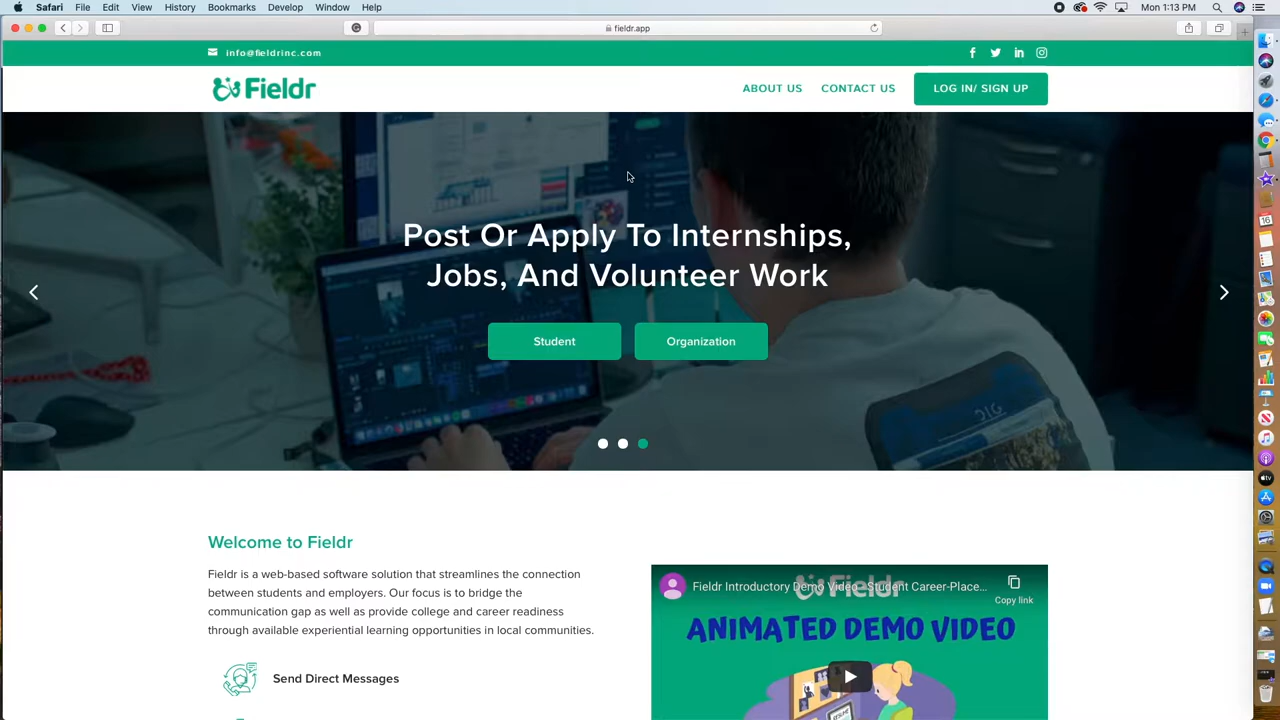 Safari File Edit View History Bookmarks Develop Window Help Mon 1:13 PM
fieldr.app
info@fieldrinc.com
Fieldr ABOUT US CONTACT US LOG IN/ SIGN UP
Post Or Apply To Internships,
Jobs, And Volunteer Work
Student Organization
Welcome to Fieldr
Fieldr is a web-based software solution that streamlines the connection
between students and employers. Our focus is to bridge the
communication gap as well as provide college and career readiness
through available experiential learning opportunities in local communities.
Send Direct Messages
Fieldr Introductory Demo Video - Student Career-Place...
Copy link
Fieldr
ANIMATED DEMO VIDEO
RESUME